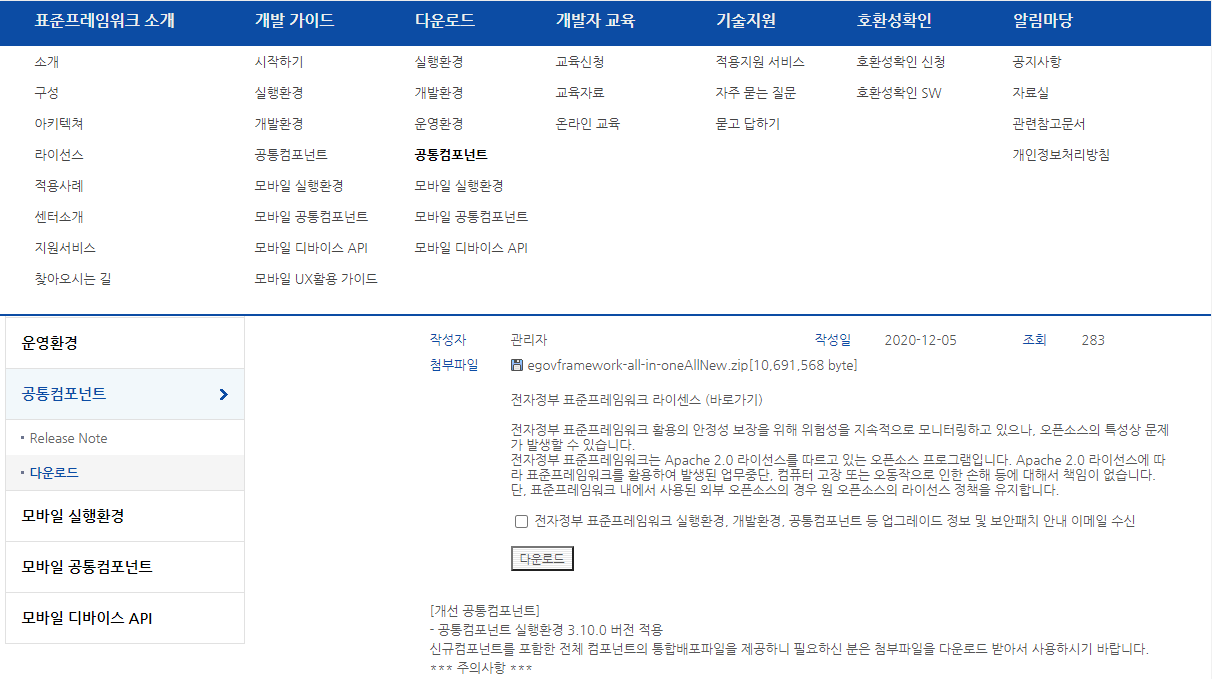 표준프레임워크 소개 개발 가이드 다운로드 개발자 교육 기술지원 호환성확인 알림마당
소개 시작하기 실행환경 교육신청 적용지원 서비스 호환성확인 신청 공지사항
구성 실행환경 개발환경 교육자료 자주 묻는 질문 호환성확인 SW 자료실
아키텍쳐 개발환경 운영환경 온라인 교육 묻고 답하기 관련참고문서
라이선스 공통컴포넌트 공통컴포넌트 개인정보처리방침
적용사례 모바일 실행환경 모바일 실행환경
센터소개 모바일 공통컴포넌트 모바일 공통컴포넌트
지원서비스 모바일 디바이스 API 모바일 디바이스 API
찾아오시는 길 모바일 UX활용 가이드
운영환경
공통컴포넌트
• Release Note
• 다운로드
모바일 실행환경
모바일 공통컴포넌트
모바일 디바이스 API
작성자 관리자 작성일 2020-12-05 조회 283
첨부파일 egovframework-all-in-oneAllNew.zip[10,691,568 byte]
전자정부 표준프레임워크 라이센스 (바로가기)
전자정부 표준프레임워크 활용의 안정성 보장을 위해 위험성을 지속적으로 모니터링하고 있으나, 오픈소스의 특성상 문제
가 발생할 수 있습니다.
전자정부 표준프레임워크는 Apache 2.0 라이선스를 따르고 있는 오픈소스 프로그램입니다. Apache 2.0 라이선스에 따
라 표준프레임워크를 활용하여 발생된 업무중단, 컴퓨터 고장 또는 오동작으로 인한 손해 등에 대해서 책임이 없습니다.
단, 표준프레임워크 내에서 사용된 외부 오픈소스의 경우 원 오픈소스의 라이선스 정책을 유지합니다.
전자정부 표준프레임워크 실행환경, 개발환경, 공통컴포넌트 등 업그레이드 정보 및 보안패치 안내 이메일 수신
다운로드
[개선 공통컴포넌트]
- 공통컴포넌트 실행환경 3.10.0 버전 적용
신규컴포넌트를 포함한 전체 컴포넌트의 통합배포파일을 제공하니 필요하신 분은 첨부파일을 다운로드 받아서 사용하시기 바랍니다.
*** 주의사항 ***